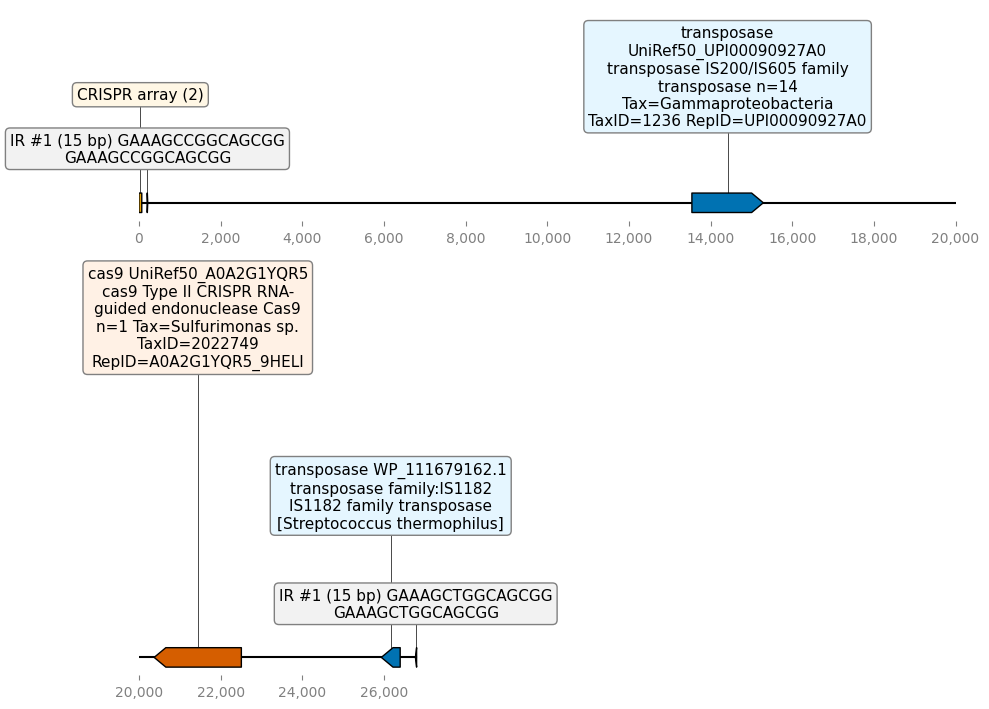 transposase
UniRef50_UPI00090927A0
transposase IS200/IS605 family
transposase n=14
Tax=Gammaproteobacteria
TaxID=1236 RepID=UPI00090927A0
CRISPR array (2)
IR #1 (15 bp) GAAAGCCGGCAGCGG
GAAAGCCGGCAGCGG
0 2,000 4,000 6,000 8,000 10,000 12,000 14,000 16,000 18,000 20,000
cas9 UniRef50_A0A2G1YQR5
cas9 Type II CRISPR RNA-
guided endonuclease Cas9
n=1 Tax=Sulfurimonas sp.
TaxID=2022749
RepID=A0A2G1YQR5_9HELI
transposase WP_111679162.1
transposase family:IS1182
IS1182 family transposase
[Streptococcus thermophilus]
IR #1 (15 bp) GAAAGCTGGCAGCGG
GAAAGCTGGCAGCGG
20,000 22,000 24,000 26,000